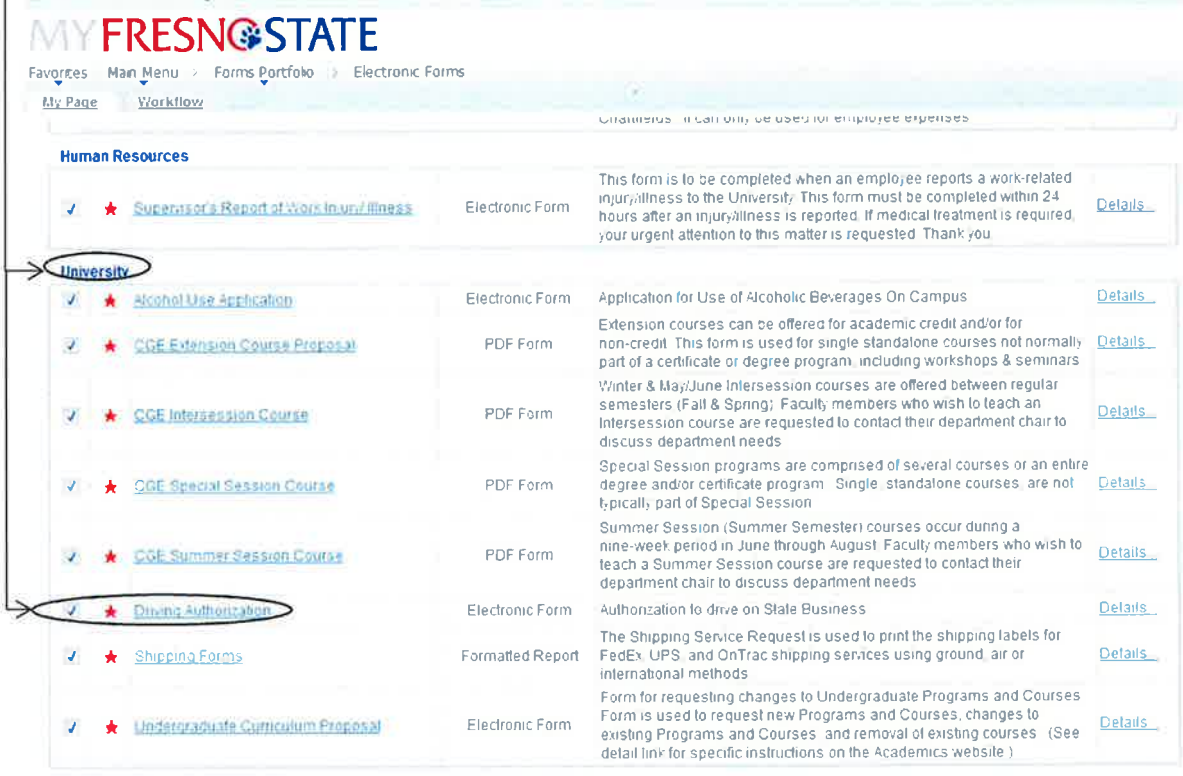 MY FRESNO STATE
Favorites Main Menu > Forms Portfolio > Electronic Forms
My Page Workflow
Chartfields. It can only be used for employee expenses
Human Resources
Supervisor's Report of Work Injury/Illness Electronic Form This form is to be completed when an employee reports a work-related
injury/illness to the University. This form must be completed within 24
hours after an injury/illness is reported. If medical treatment is required,
your urgent attention to this matter is requested. Thank you
Details...
University
Alcohol Use Application Electronic Form Application for Use of Alcoholic Beverages On Campus Details...
CGE Extension Course Proposal PDF Form Extension courses can be offered for academic credit and/or for
non-credit. This form is used for single standalone courses not normally
part of a certificate or degree program, including workshops & seminars
Details...
CGE Intersession Course PDF Form Winter & May/June Intersession courses are offered between regular
semesters (Fall & Spring). Faculty members who wish to teach an
Intersession course are requested to contact their department chair to
discuss department needs
Details...
CGE Special Session Course PDF Form Special Session programs are comprised of several courses or an entire
degree and/or certificate program. Single, standalone courses, are not
typically part of Special Session
Details...
CGE Summer Session Course PDF Form Summer Session (Summer Semester) courses occur during a
nine-week period in June through August. Faculty members who wish to
teach a Summer Session course are requested to contact their
department chair to discuss department needs
Details...
Driving Authorization Electronic Form Authorization to drive on State Business Details...
Shipping Forms Formatted Report The Shipping Service Request is used to print the shipping labels for
FedEx, UPS, and OnTrac shipping services using ground, air or
international methods
Details...
Undergraduate Curriculum Proposal Electronic Form Form for requesting changes to Undergraduate Programs and Courses
Form is used to request new Programs and Courses, changes to
existing Programs and Courses, and removal of existing courses. (See
detail link for specific instructions on the Academics website.)
Details...